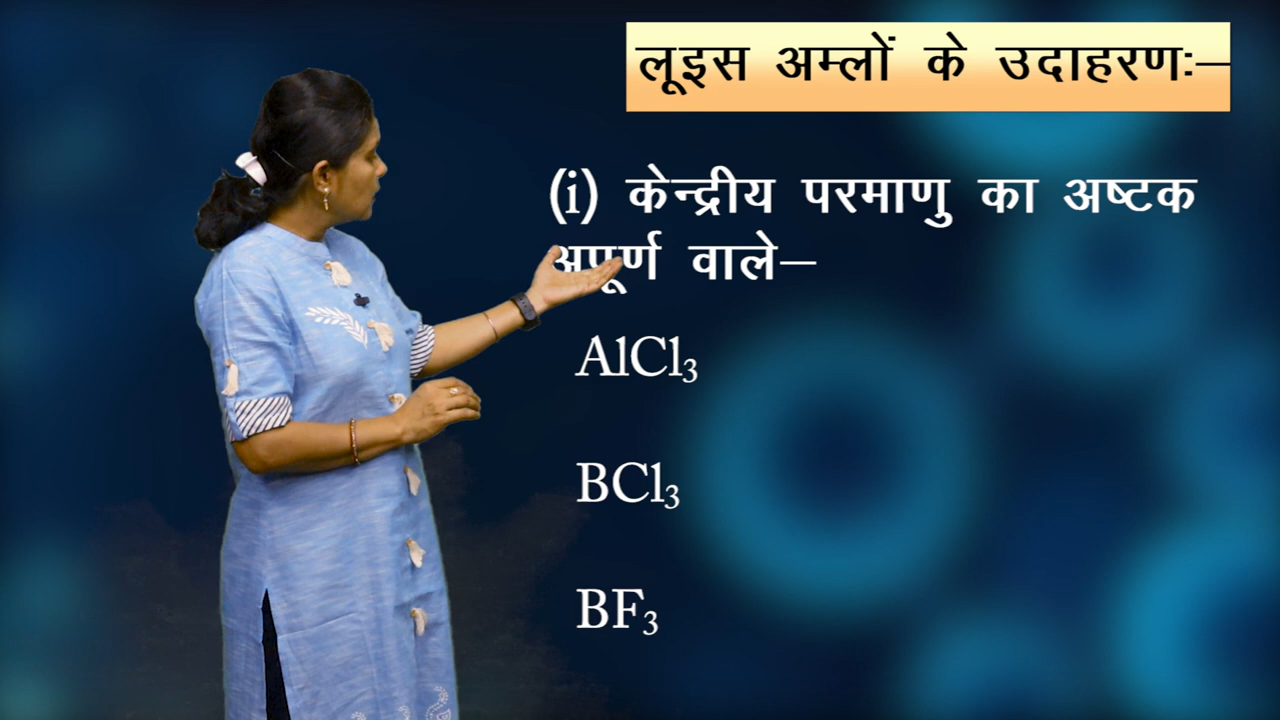 लूइस अम्लों के उदाहरण:–
(i) केन्द्रीय परमाणु का अष्टक
अपूर्ण वाले–
AlCl₃
BCl₃
BF₃